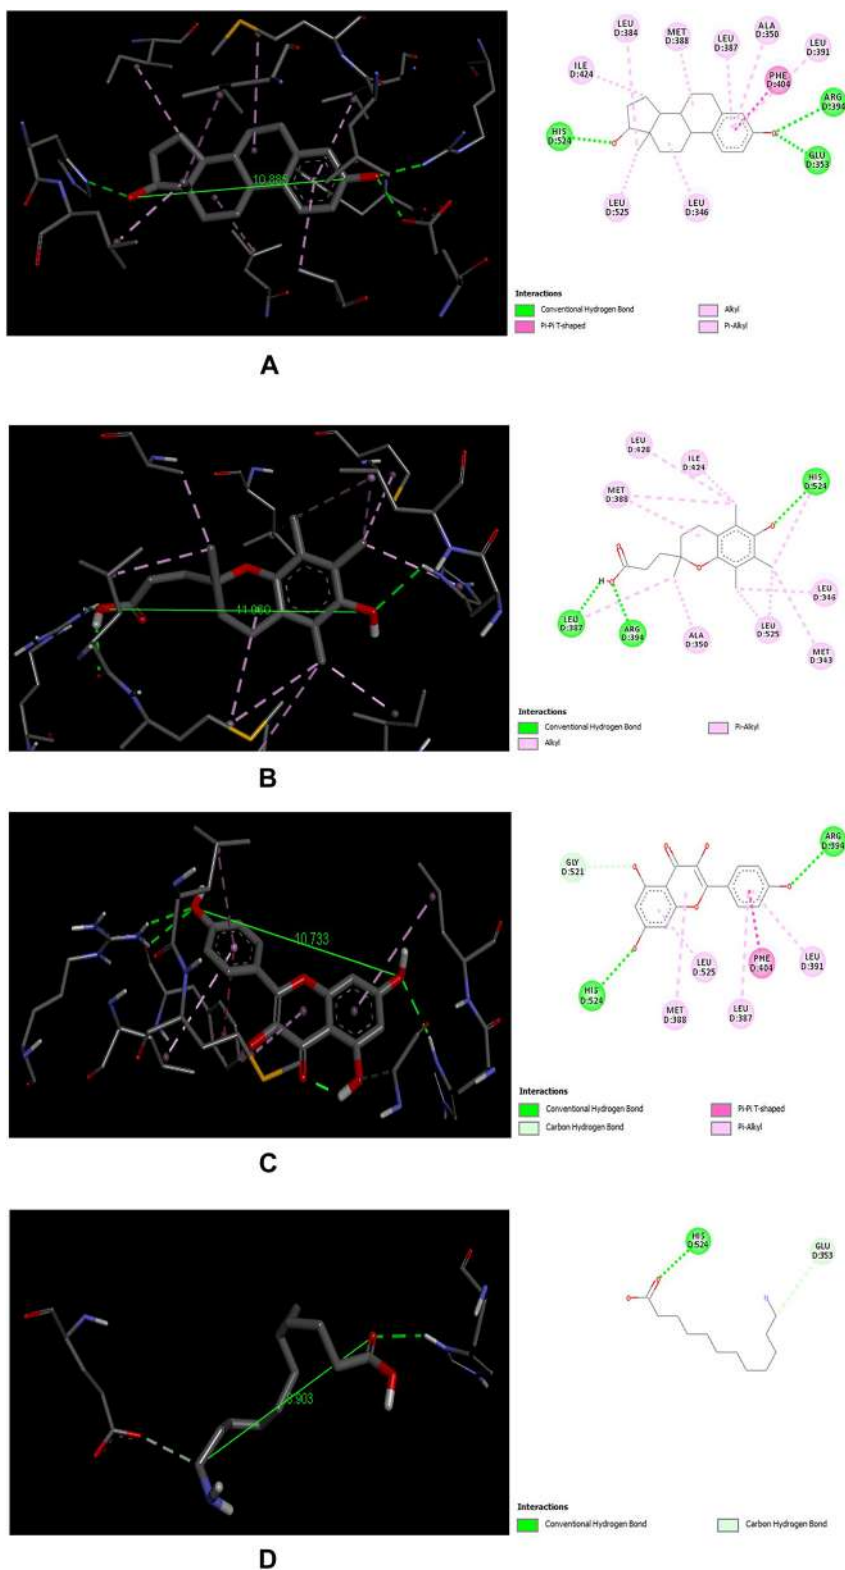 LEU
D:384
MET
D:388
LEU
D:387
ALA
D:350
LEU
D:391
ILE
D:424
PHE
D:404
ARG
D:394
HIS
D:524
GLU
D:353
LEU
D:525
LEU
D:346
10.885
Interactions
Conventional Hydrogen Bond
Alkyl
Pi-Pi T-shaped
Pi-Alkyl
A
LEU
D:428
ILE
D:424
HIS
D:524
MET
D:388
H
LEU
D:387
ARG
D:394
ALA
D:350
LEU
D:525
LEU
D:346
MET
D:343
Interactions
Conventional Hydrogen Bond
Pi-Alkyl
Alkyl
B
ARG
D:394
GLY
D:521
LEU
D:525
PHE
D:404
LEU
D:391
HIS
D:524
MET
D:388
LEU
D:387
10.733
Interactions
Conventional Hydrogen Bond
Pi-Pi T-shaped
Carbon Hydrogen Bond
Pi-Alkyl
C
HIS
D:524
GLU
D:353
Interactions
Conventional Hydrogen Bond
Carbon Hydrogen Bond
D